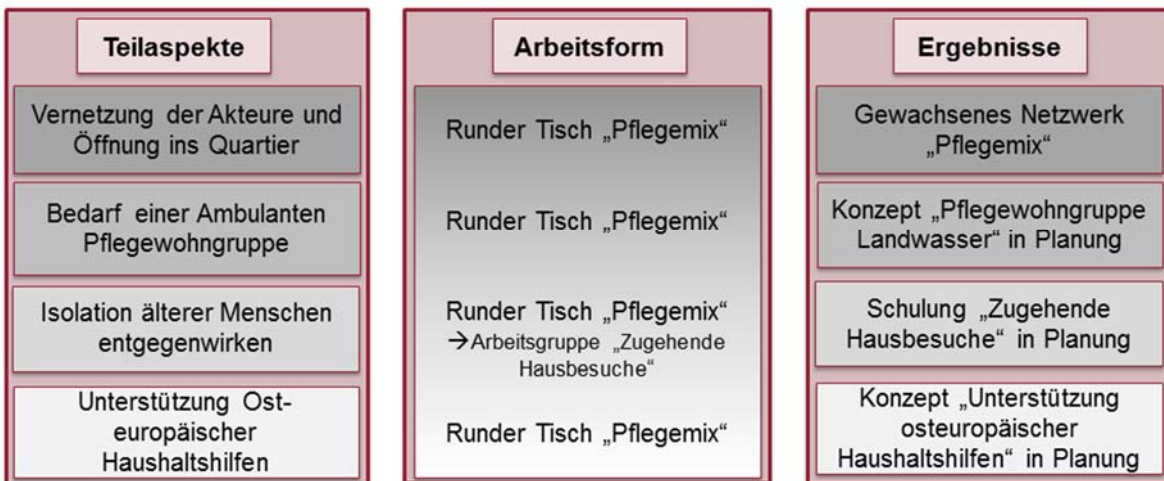 Teilaspekte
Vernetzung der Akteure und
Öffnung ins Quartier
Bedarf einer Ambulanten
Pflegewohngruppe
Isolation älterer Menschen
entgegenwirken
Unterstützung Ost-
europäischer
Haushaltshilfen
Arbeitsform
Runder Tisch „Pflegemix“
Runder Tisch „Pflegemix“
Runder Tisch „Pflegemix“
→Arbeitsgruppe „Zugehende
Hausbesuche“
Runder Tisch „Pflegemix“
Ergebnisse
Gewachsenes Netzwerk
„Pflegemix“
Konzept „Pflegewohngruppe
Landwasser“ in Planung
Schulung „Zugehende
Hausbesuche“ in Planung
Konzept „Unterstützung
osteuropäischer
Haushaltshilfen“ in Planung